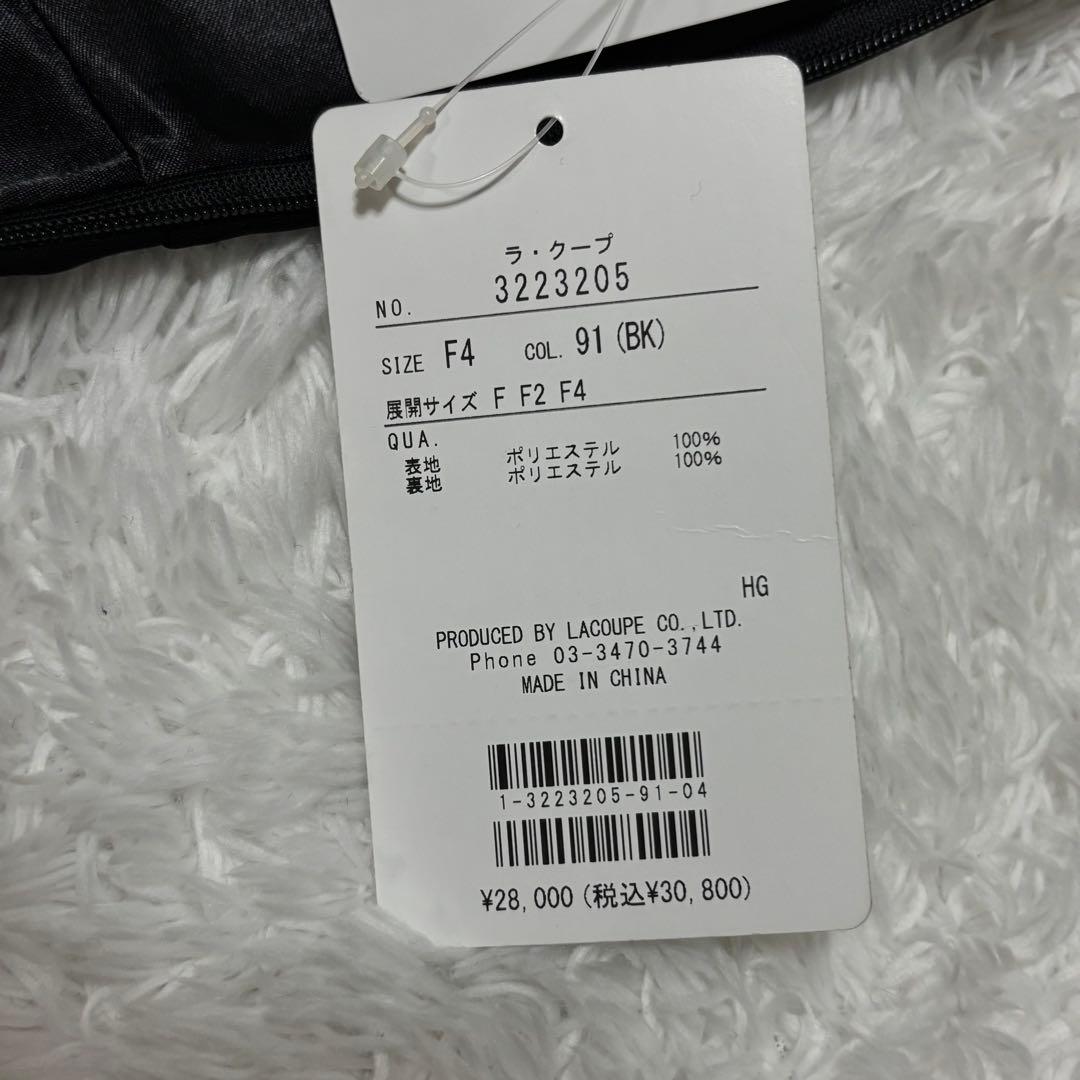 ラ・クープ
NO. 3223205
SIZE F4 COL. 91(BK)
展開サイズ F F2 F4
QUA.
表地 ポリエステル 100%
裏地 ポリエステル 100%
HG
PRODUCED BY LACOUPE CO.,LTD.
Phone 03-3470-3744
MADE IN CHINA
1-3223205-91-04
¥28,000(税込¥30,800)